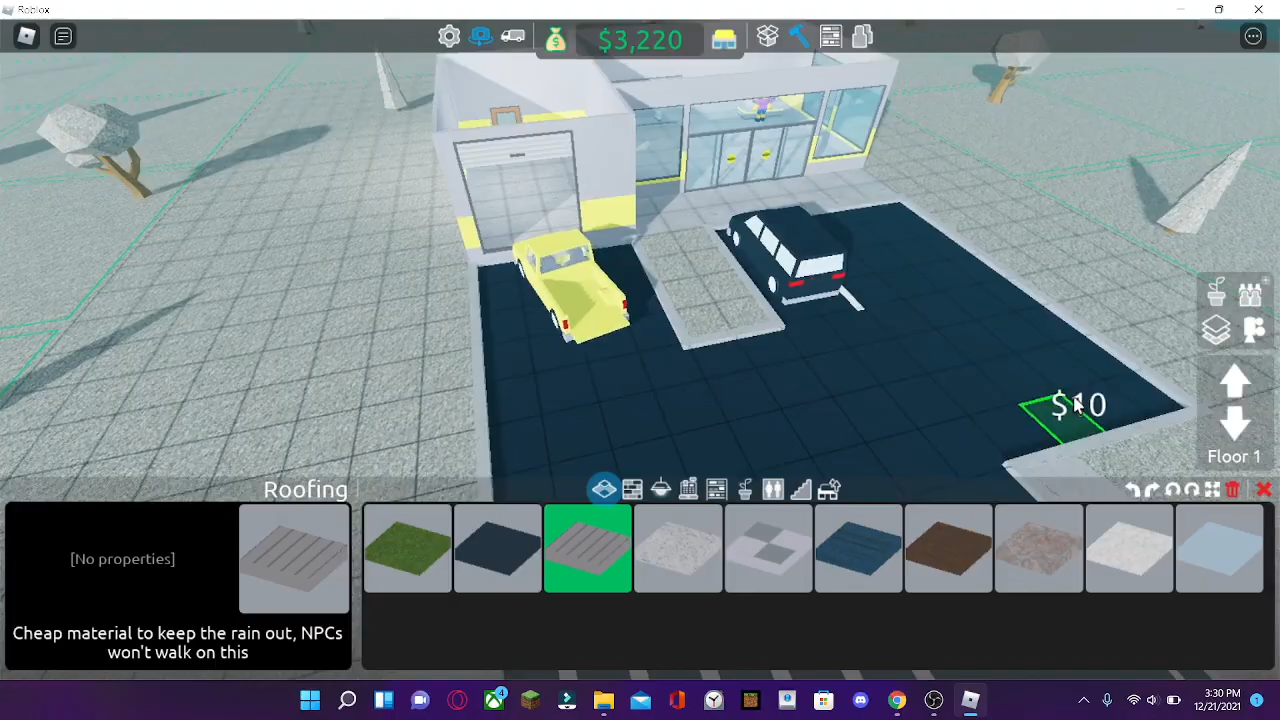 Roblox
$3,220
$10
Floor 1
Roofing
[No properties]
Cheap material to keep the rain out, NPCs
won't walk on this
4
3:30 PM
12/21/2021